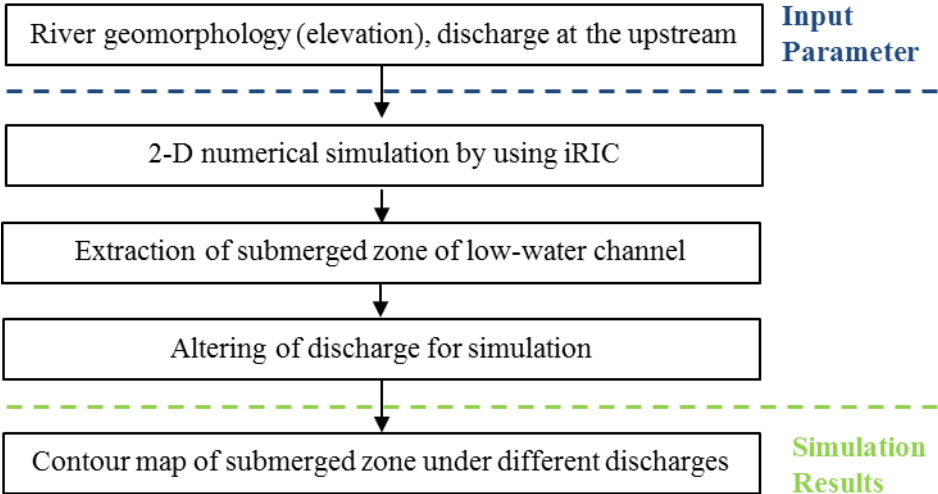 River geomorphology (elevation), discharge at the upstream
Input
Parameter
2-D numerical simulation by using iRIC
Extraction of submerged zone of low-water channel
Altering of discharge for simulation
Contour map of submerged zone under different discharges
Simulation
Results